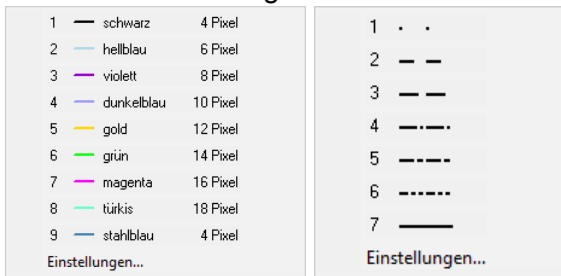 1 schwarz 4 Pixel
2 hellblau 6 Pixel
3 violett 8 Pixel
4 dunkelblau 10 Pixel
5 gold 12 Pixel
6 grün 14 Pixel
7 magenta 16 Pixel
8 türkis 18 Pixel
9 stahlblau 4 Pixel
Einstellungen...
1
2
3
4
5
6
7
Einstellungen...